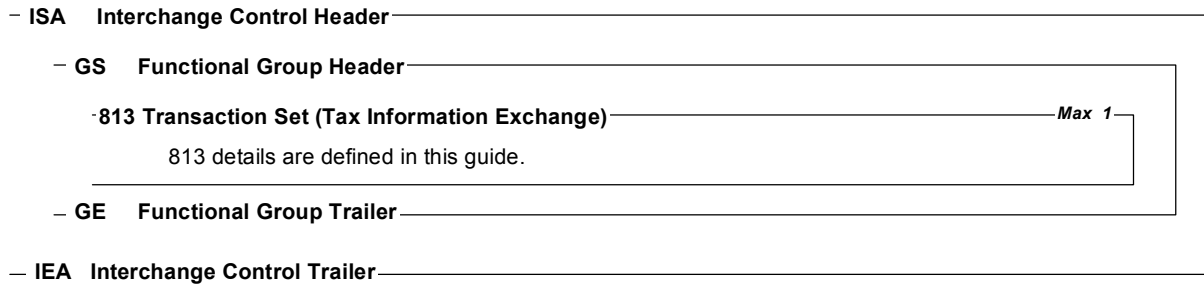 ISA Interchange Control Header
GS Functional Group Header
813 Transaction Set (Tax Information Exchange) Max 1
813 details are defined in this guide.
GE Functional Group Trailer
IEA Interchange Control Trailer